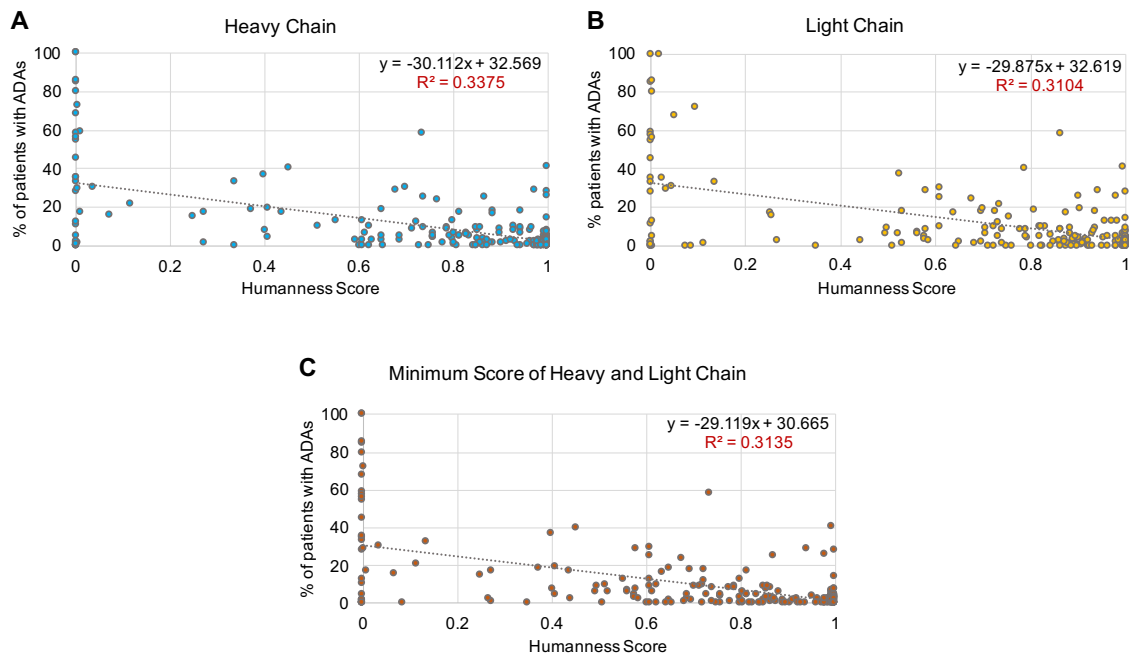 A
Heavy Chain
y = -30.112x + 32.569
R² = 0.3375
% of patients with ADAs
100
80
60
40
20
0
0 0.2 0.4 0.6 0.8 1
Humanness Score
B
Light Chain
y = -29.875x + 32.619
R² = 0.3104
% patients with ADAs
100
80
60
40
20
0
0 0.2 0.4 0.6 0.8 1
Humanness Score
C
Minimum Score of Heavy and Light Chain
y = -29.119x + 30.665
R² = 0.3135
% of patients with ADAs
100
80
60
40
20
0
0 0.2 0.4 0.6 0.8 1
Humanness Score